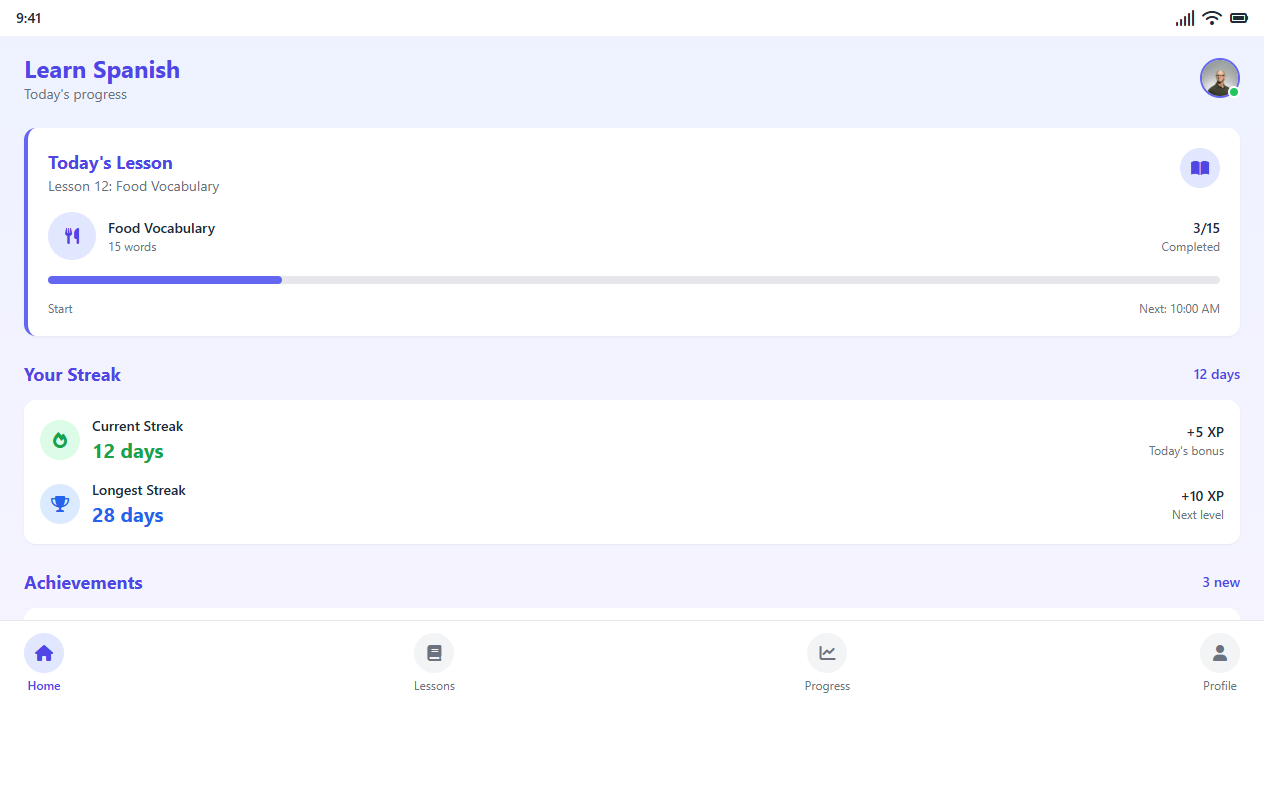 9:41
Learn Spanish
Today's progress
Today's Lesson
Lesson 12: Food Vocabulary
Food Vocabulary
15 words
3/15
Completed
Start
Next: 10:00 AM
Your Streak
12 days
Current Streak
12 days
+5 XP
Today's bonus
Longest Streak
28 days
+10 XP
Next level
Achievements
3 new
Home
Lessons
Progress
Profile